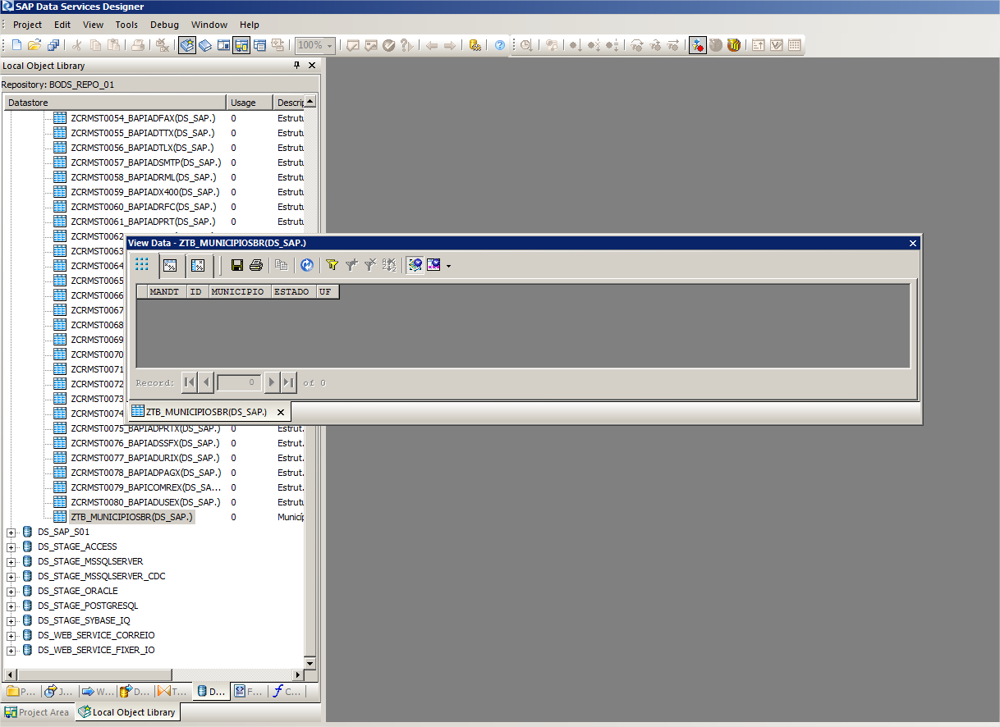 SAP Data Services Designer
Project Edit View Tools Debug Window Help
100%
Local Object Library
Repository: BODS_REPO_01
Datastore Usage Descrip
ZCRMST0054_BAPIADFAX(DS_SAP.) 0 Estrutu
ZCRMST0055_BAPIADTTX(DS_SAP.) 0 Estrutu
ZCRMST0056_BAPIADTLX(DS_SAP.) 0 Estrutu
ZCRMST0057_BAPIADSMTP(DS_SAP.) 0 Estrutu
ZCRMST0058_BAPIADRML(DS_SAP.) 0 Estrutu
ZCRMST0059_BAPIADX400(DS_SAP.) 0 Estrutu
ZCRMST0060_BAPIADRFC(DS_SAP.) 0 Estrutu
ZCRMST0061_BAPIADPRT(DS_SAP.) 0 Estrutu
ZCRMST0062
ZCRMST0063
ZCRMST0064
ZCRMST0065
ZCRMST0066
ZCRMST0067
ZCRMST0068
ZCRMST0069
ZCRMST0070
ZCRMST0071
ZCRMST0072
ZCRMST0073
ZCRMST0074
ZCRMST0075_BAPIADPRTX(DS_SAP.) 0 Estrut.
ZCRMST0076_BAPIADSSFX(DS_SAP.) 0 Estrut.
ZCRMST0077_BAPIADURIX(DS_SAP.) 0 Estrut.
ZCRMST0078_BAPIADPAGX(DS_SAP.) 0 Estrut.
ZCRMST0079_BAPICOMREX(DS_SA... 0 Estrut.
ZCRMST0080_BAPIADUSEX(DS_SAP.) 0 Estrutu
ZTB_MUNICIPIOSBR(DS_SAP.) 0 Municíp
DS_SAP_S01
DS_STAGE_ACCESS
DS_STAGE_MSSQLSERVER
DS_STAGE_MSSQLSERVER_CDC
DS_STAGE_ORACLE
DS_STAGE_POSTGRESQL
DS_STAGE_SYBASE_IQ
DS_WEB_SERVICE_CORREIO
DS_WEB_SERVICE_FIXER_IO
P... J... W... D... T... D... F... C...
Project Area Local Object Library
View Data - ZTB_MUNICIPIOSBR(DS_SAP.)
MANDT ID MUNICIPIO ESTADO UF
Record: 0 of 0
ZTB_MUNICIPIOSBR(DS_SAP.)